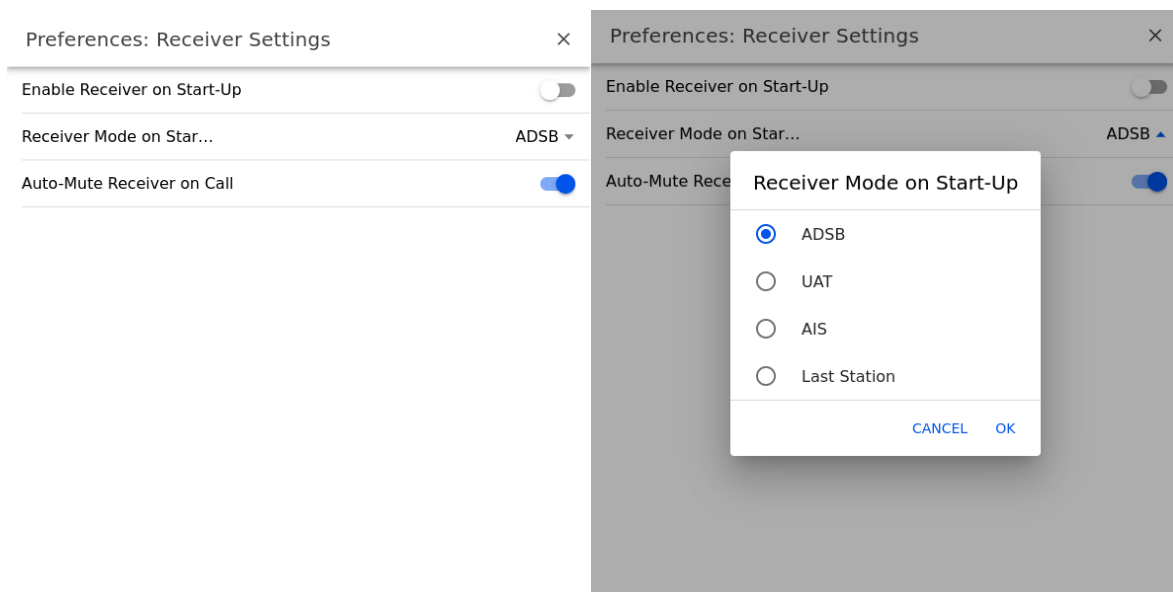 Preferences: Receiver Settings
Enable Receiver on Start-Up
Receiver Mode on Star... ADSB
Auto-Mute Receiver on Call
Preferences: Receiver Settings
Enable Receiver on Start-Up
Receiver Mode on Star... ADSB
Auto-Mute Rece
Receiver Mode on Start-Up
ADSB
UAT
AIS
Last Station
CANCEL OK